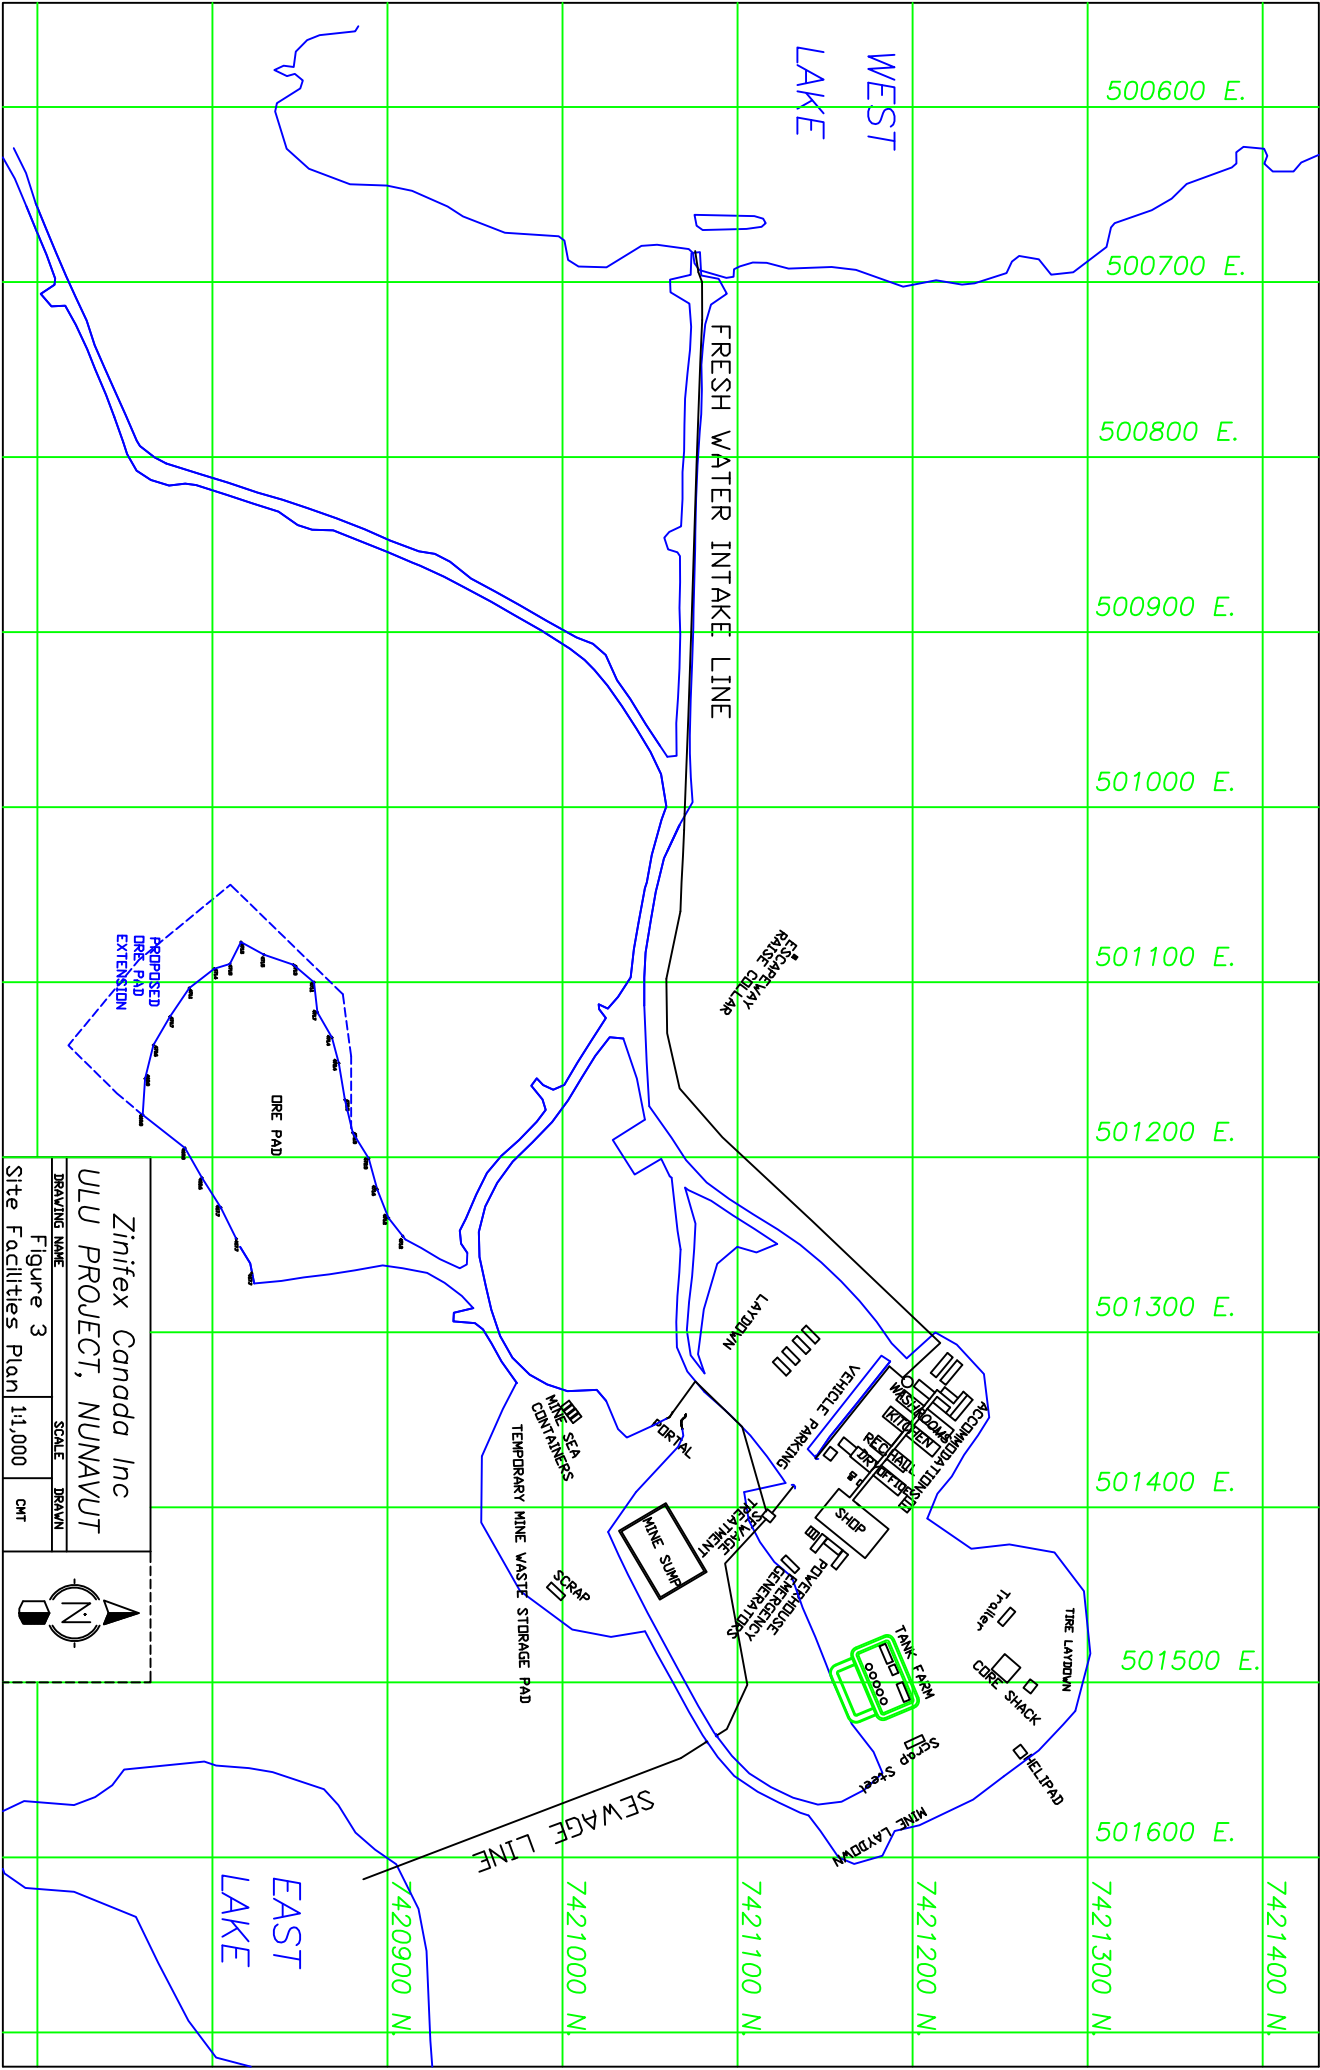 WEST
LAKE
500600 E.
500700 E.
500800 E.
500900 E.
501000 E.
501100 E.
501200 E.
501300 E.
501400 E.
501500 E.
501600 E.
7421400 N.
7421300 N.
7421200 N.
7421100 N.
7421000 N.
7420900 N.
FRESH WATER INTAKE LINE
ESCAPEWAY
RAISE COLLAR
PROPOSED
ORE PAD
EXTENSION
ORE PAD
LAYDOWN
VEHICLE PARKING
ACCOMMODATIONS
WASHROOMS
KITCHEN
REC HALL
DRY
OFFICES
SHOP
POWERHOUSE
EMERGENCY
GENERATORS
SEWAGE
TREATMENT
PORTAL
MINE SEA
CONTAINERS
MINE SUMP
SCRAP
TEMPORARY MINE WASTE STORAGE PAD
TANK FARM
Trailer
TIRE LAYDOWN
CORE SHACK
HELIPAD
Scrap Steel
MINE LAYDOWN
SEWAGE LINE
EAST
LAKE
Zinifex Canada Inc
ULU PROJECT, NUNAVUT
DRAWING NAME
SCALE
DRAWN
Figure 3
Site Facilities Plan
1:1,000
CMT
N